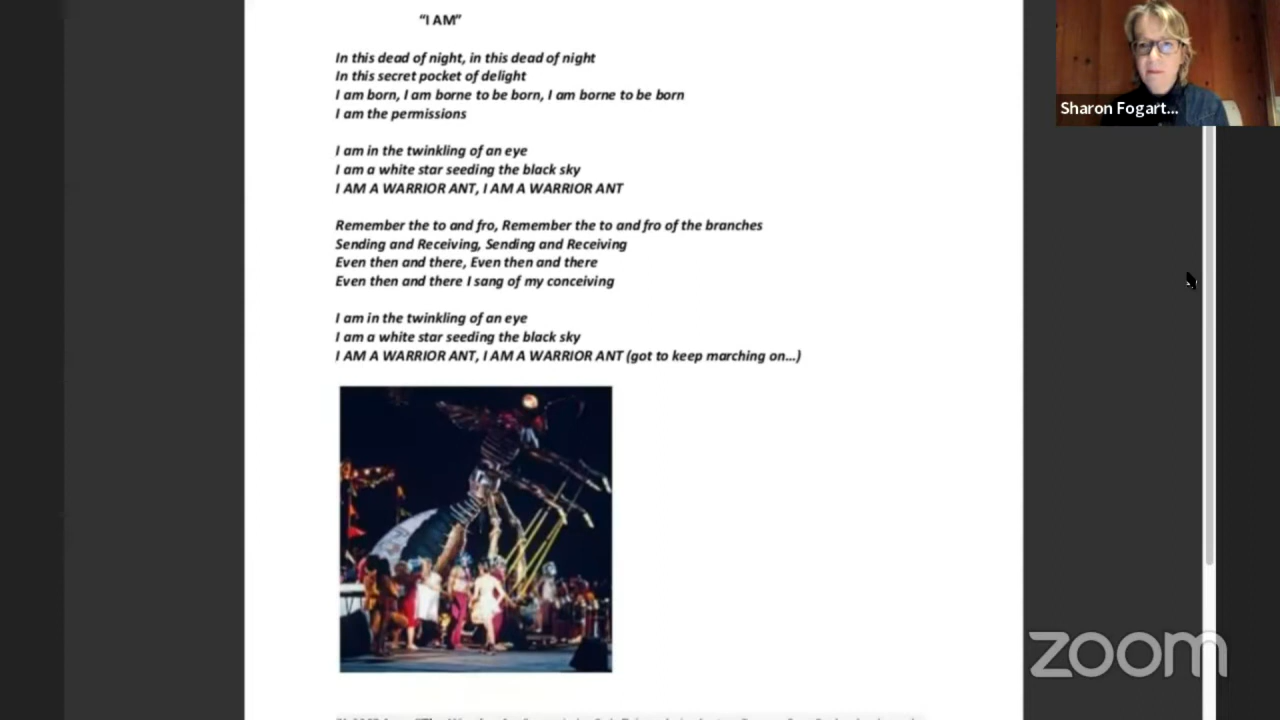 “I AM”
In this dead of night, in this dead of night
In this secret pocket of delight
I am born, I am borne to be born, I am borne to be born
I am the permissions
I am in the twinkling of an eye
I am a white star seeding the black sky
I AM A WARRIOR ANT, I AM A WARRIOR ANT
Remember the to and fro, Remember the to and fro of the branches
Sending and Receiving, Sending and Receiving
Even then and there, Even then and there
Even then and there I sang of my conceiving
I am in the twinkling of an eye
I am a white star seeding the black sky
I AM A WARRIOR ANT, I AM A WARRIOR ANT (got to keep marching on…)
Sharon Fogart...
zoom